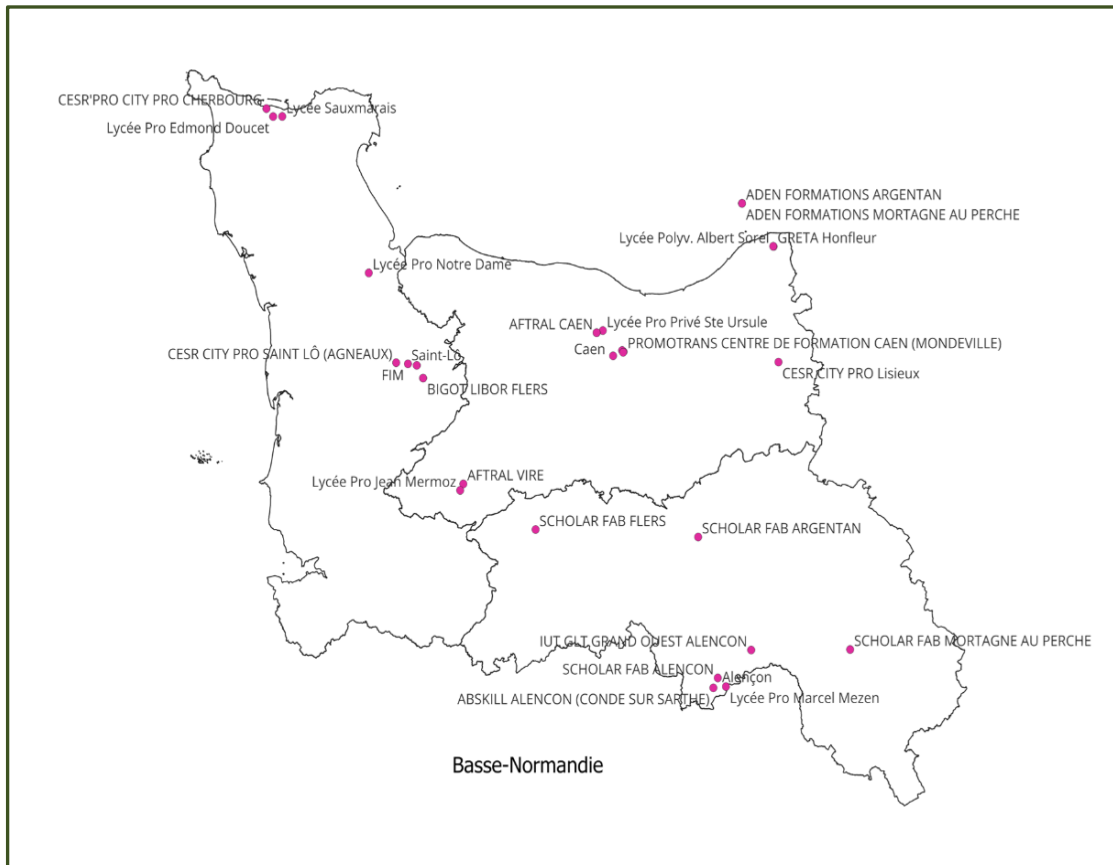 CESR'PRO CITY PRO CHERBOURG
Lycée Sauxmarais
Lycée Pro Edmond Doucet
ADEN FORMATIONS ARGENTAN
ADEN FORMATIONS MORTAGNE AU PERCHE
Lycée Polyv. Albert Sorel GRETA Honfleur
Lycée Pro Notre Dame
AFTRAL CAEN
Lycée Pro Privé Ste Ursule
Caen
PROMOTRANS CENTRE DE FORMATION CAEN (MONDEVILLE)
CESR CITY PRO SAINT LÔ (AGNEAUX)
Saint-Lô
FIM
CESR CITY PRO Lisieux
BIGOT LIBOR FLERS
Lycée Pro Jean Mermoz
AFTRAL VIRE
SCHOLAR FAB FLERS
SCHOLAR FAB ARGENTAN
IUT GLT GRAND OUEST ALENCON
SCHOLAR FAB MORTAGNE AU PERCHE
SCHOLAR FAB ALENCON
Alençon
ABSKILL ALENCON (CONDE SUR SARTHE)
Lycée Pro Marcel Mezen
Basse-Normandie